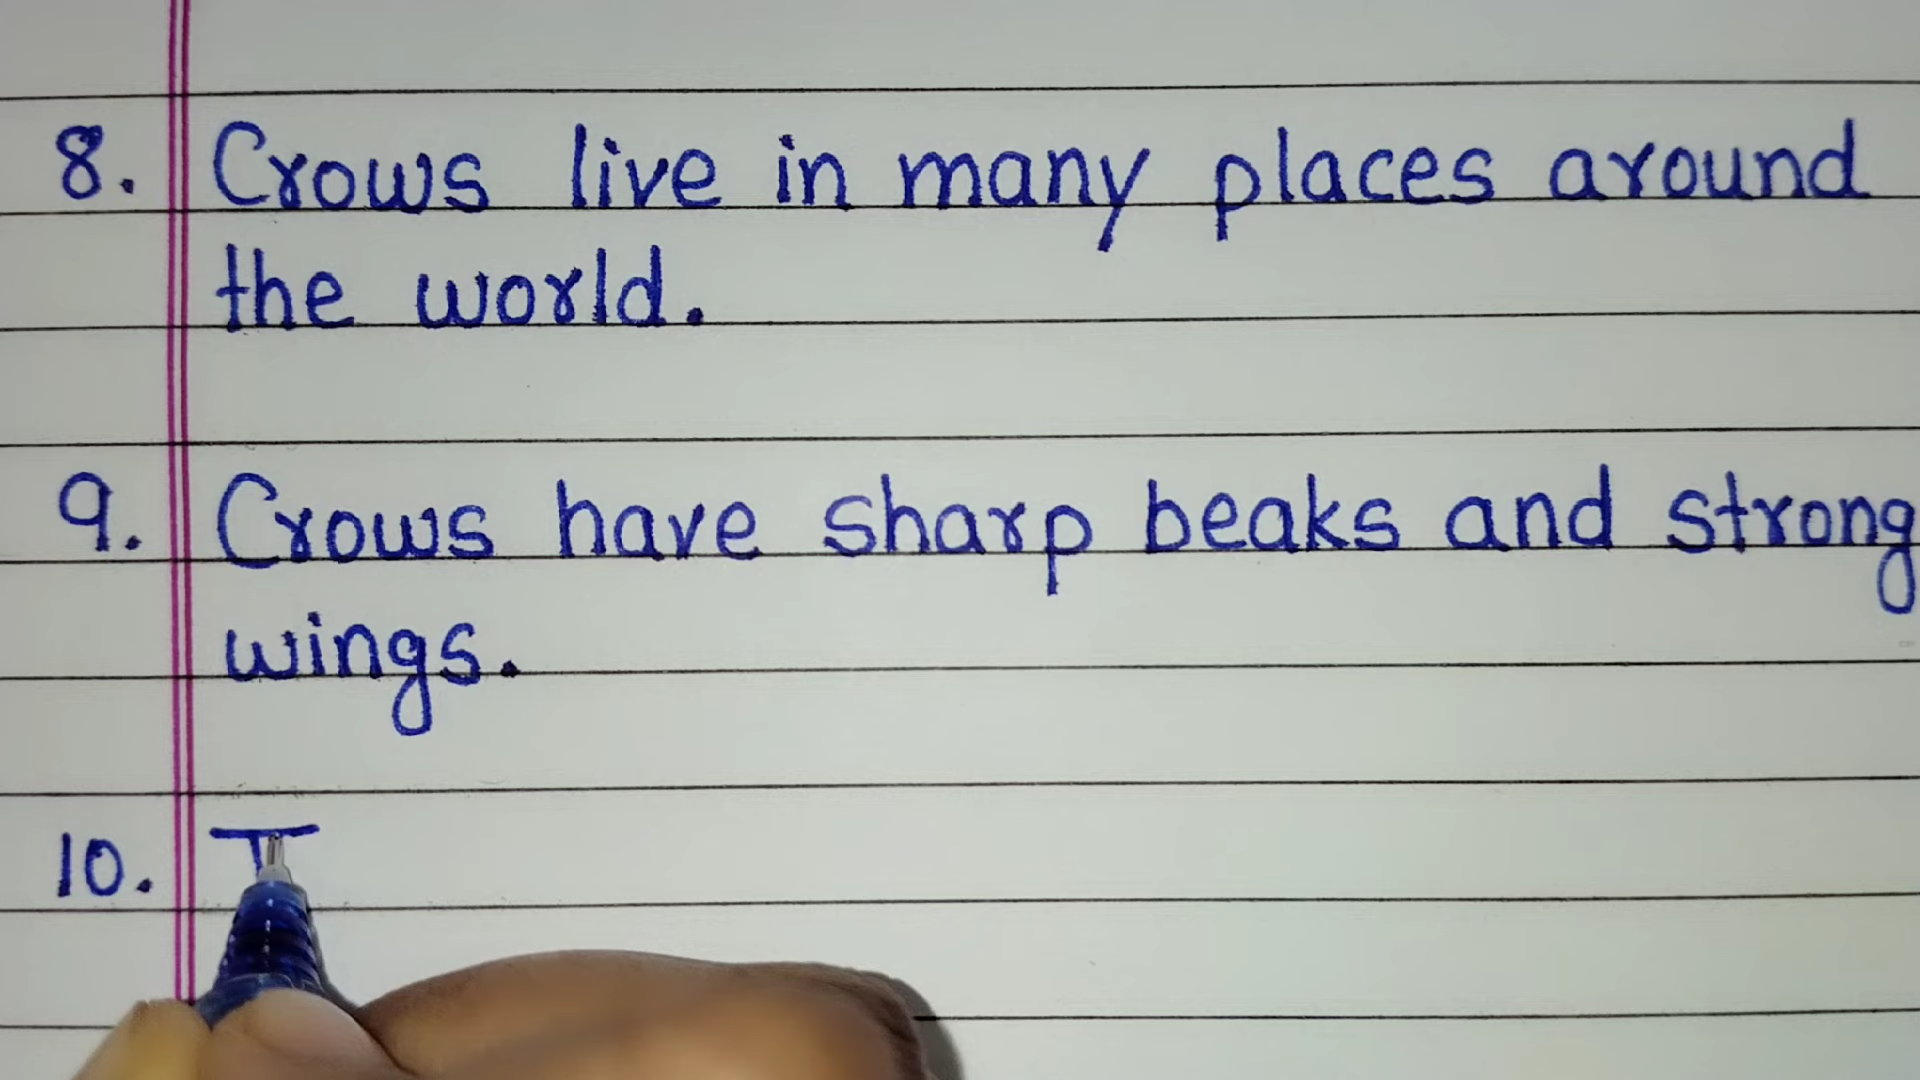 8. Crows live in many places around
the world.
9. Crows have sharp beaks and strong
wings.
10. T